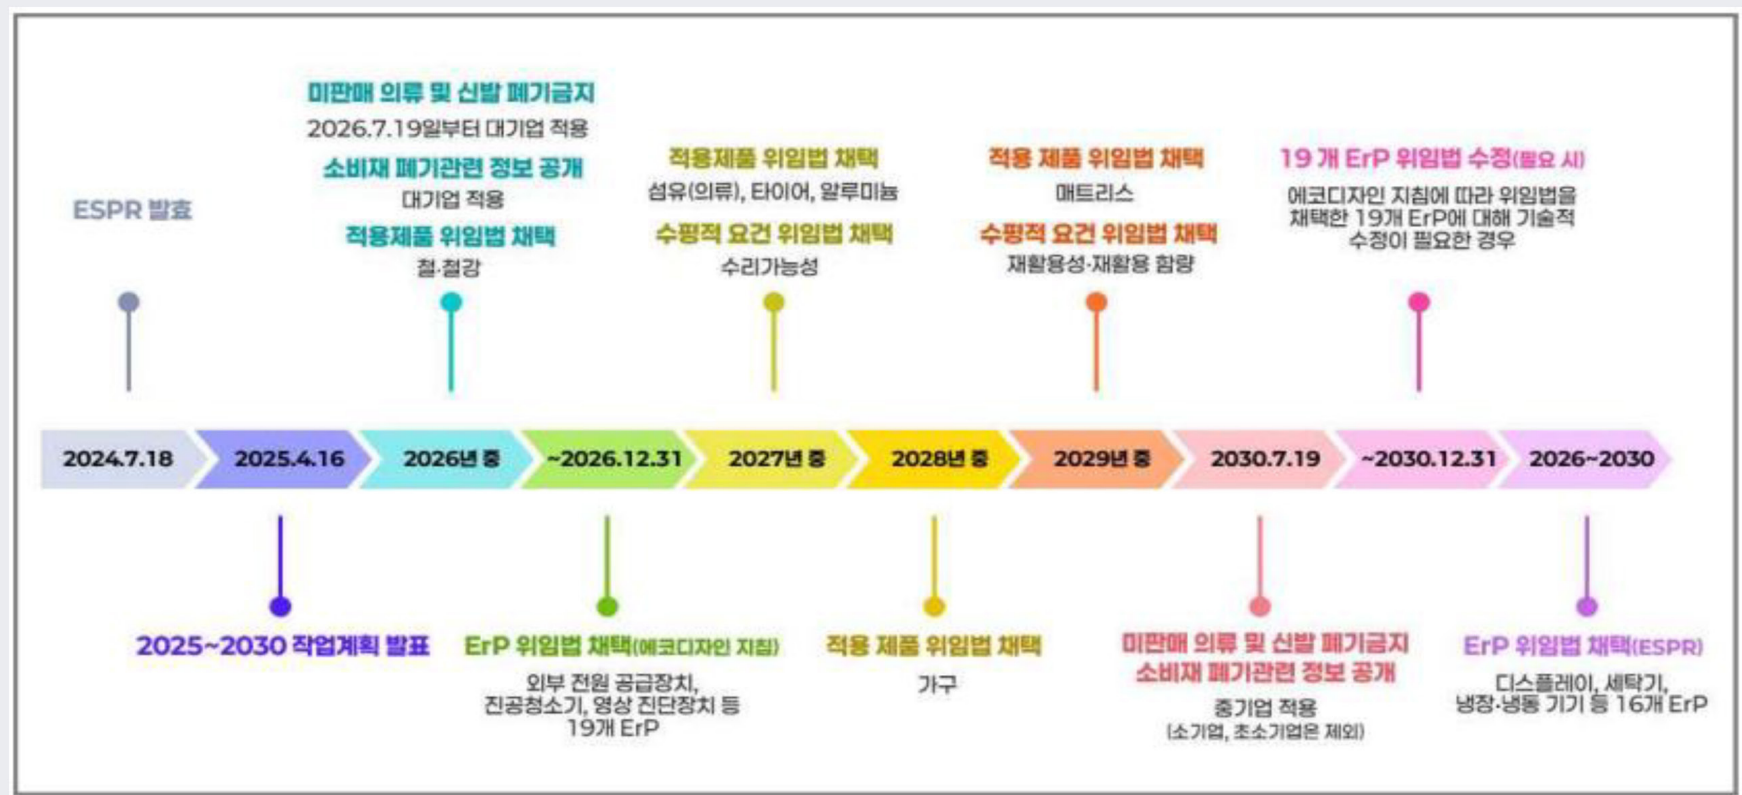 미판매 의류 및 신발 폐기금지
2026.7.19일부터 대기업 적용
소비재 폐기관련 정보 공개
대기업 적용
적용제품 위임법 채택
철·철강
ESPR 발효
적용제품 위임법 채택
섬유(의류), 타이어, 알루미늄
수평적 요건 위임법 채택
수리가능성
적용 제품 위임법 채택
매트리스
수평적 요건 위임법 채택
재활용성·재활용 함량
19 개 ErP 위임법 수정(필요 시)
에코디자인 지침에 따라 위임법을
채택한 19개 ErP에 대해 기술적
수정이 필요한 경우
2024.7.18
2025.4.16
2026년 중
~2026.12.31
2027년 중
2028년 중
2029년 중
2030.7.19
~2030.12.31
2026~2030
2025~2030 작업계획 발표
ErP 위임법 채택(에코디자인 지침)
외부 전원 공급장치,
진공청소기, 영상 진단장치 등
19개 ErP
적용 제품 위임법 채택
가구
미판매 의류 및 신발 폐기금지
소비재 폐기관련 정보 공개
중기업 적용
(소기업, 초소기업은 제외)
ErP 위임법 채택(ESPR)
디스플레이, 세탁기,
냉장·냉동 기기 등 16개 ErP